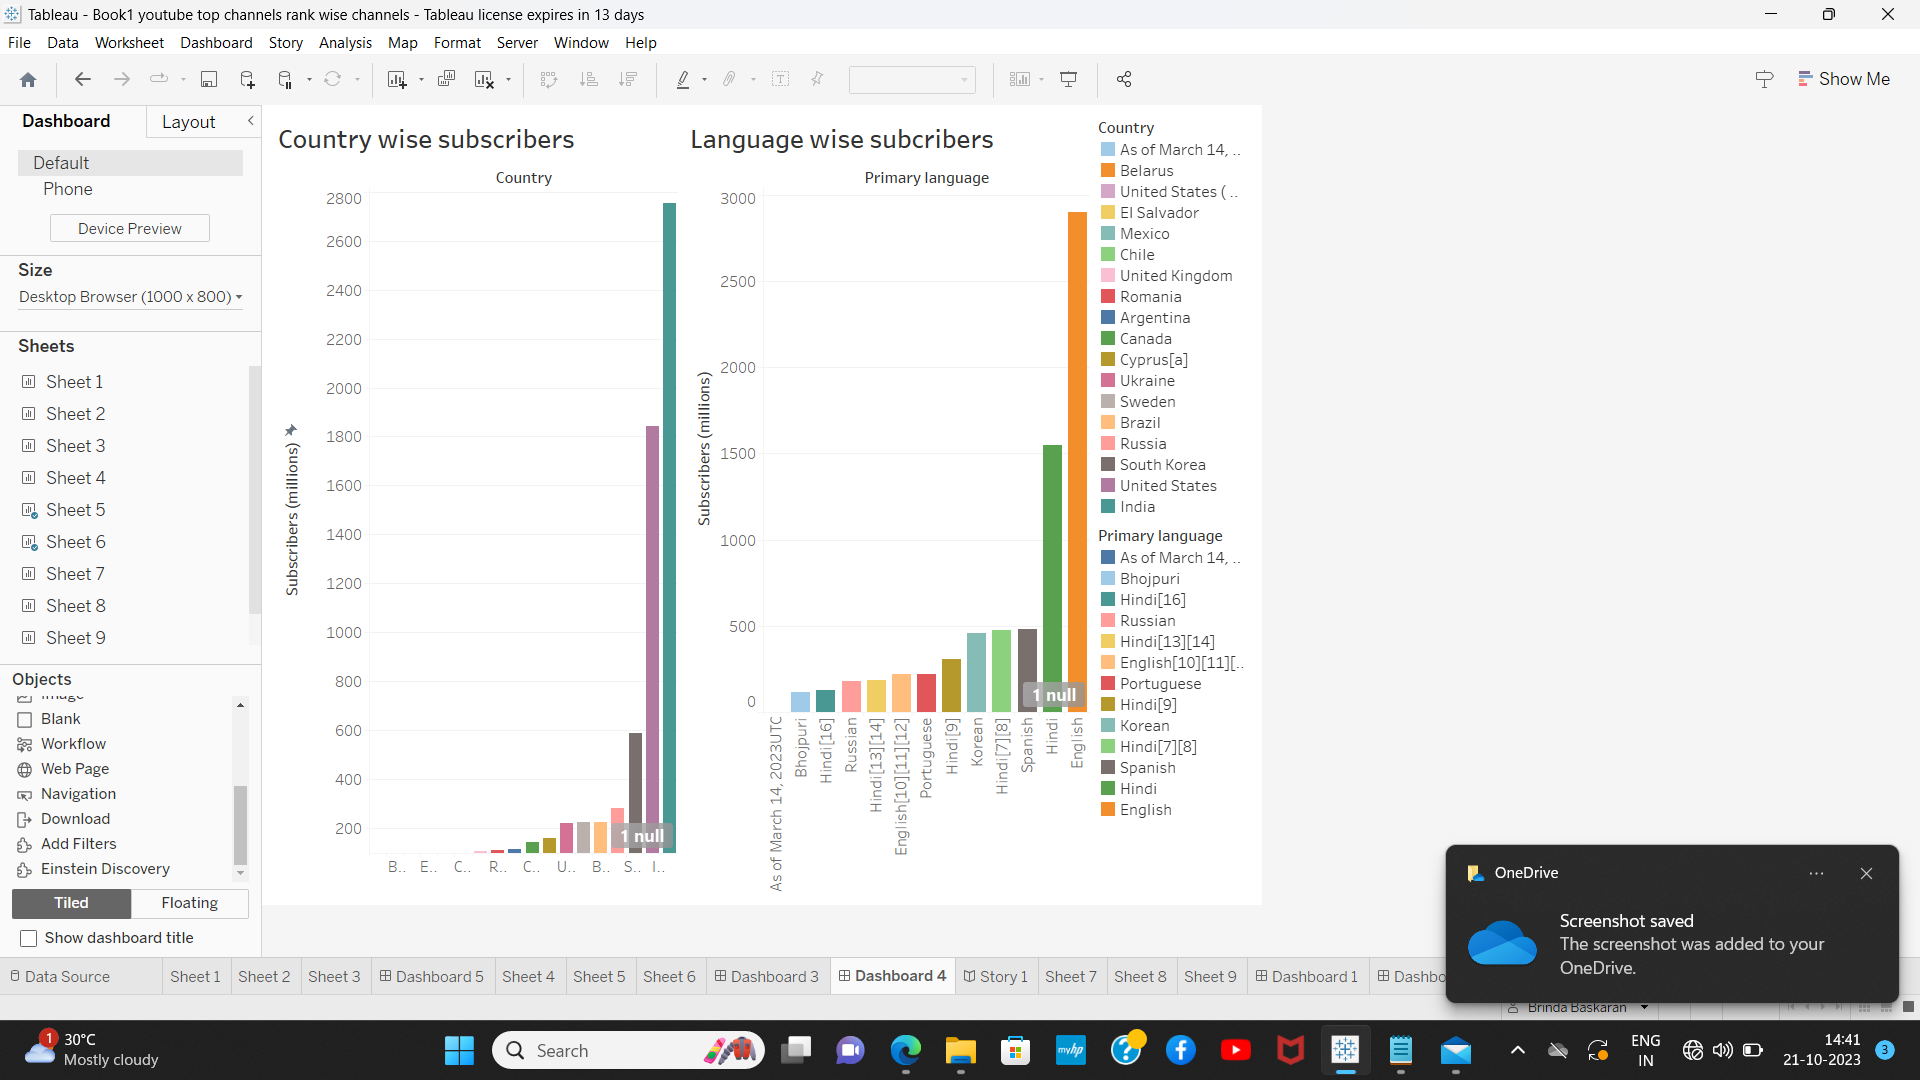 Tableau - Book1 youtube top channels rank wise channels - Tableau license expires in 13 days
File Data Worksheet Dashboard Story Analysis Map Format Server Window Help
Show Me
Dashboard Layout
Default
Phone
Device Preview
Size
Desktop Browser (1000 x 800)
Sheets
Sheet 1
Sheet 2
Sheet 3
Sheet 4
Sheet 5
Sheet 6
Sheet 7
Sheet 8
Sheet 9
Objects
Image
Blank
Workflow
Web Page
Navigation
Download
Add Filters
Einstein Discovery
Tiled Floating
Show dashboard title
Country wise subscribers
Country
Subscribers (millions)
2800
2600
2400
2200
2000
1800
1600
1400
1200
1000
800
600
400
200
1 null
B.. E.. C.. R.. C.. U.. B.. S.. I..
Language wise subcribers
Primary language
Subscribers (millions)
3000
2500
2000
1500
1000
500
0
1 null
As of March 14, 2023UTC
Bhojpuri
Hindi[16]
Russian
Hindi[13][14]
English[10][11][12]
Portuguese
Hindi[9]
Korean
Hindi[7][8]
Spanish
Hindi
English
Country
As of March 14, ..
Belarus
United States ( ..
El Salvador
Mexico
Chile
United Kingdom
Romania
Argentina
Canada
Cyprus[a]
Ukraine
Sweden
Brazil
Russia
South Korea
United States
India
Primary language
As of March 14, ..
Bhojpuri
Hindi[16]
Russian
Hindi[13][14]
English[10][11][..
Portuguese
Hindi[9]
Korean
Hindi[7][8]
Spanish
Hindi
English
OneDrive
Screenshot saved
The screenshot was added to your
OneDrive.
Data Source Sheet 1 Sheet 2 Sheet 3 Dashboard 5 Sheet 4 Sheet 5 Sheet 6 Dashboard 3 Dashboard 4 Story 1 Sheet 7 Sheet 8 Sheet 9 Dashboard 1 Dashbo
Brinda Baskaran
1
30°C
Mostly cloudy
Search
myhp
ENG
IN
14:41
21-10-2023
3